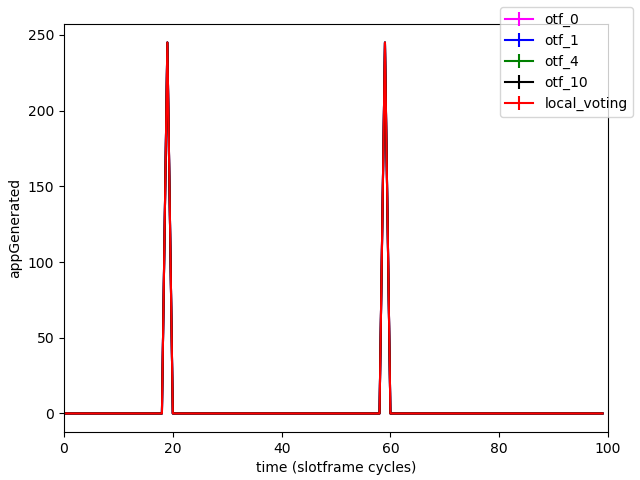 otf_0
otf_1
otf_4
otf_10
local_voting
250
200
150
100
50
0
appGenerated
0 20 40 60 80 100
time (slotframe cycles)